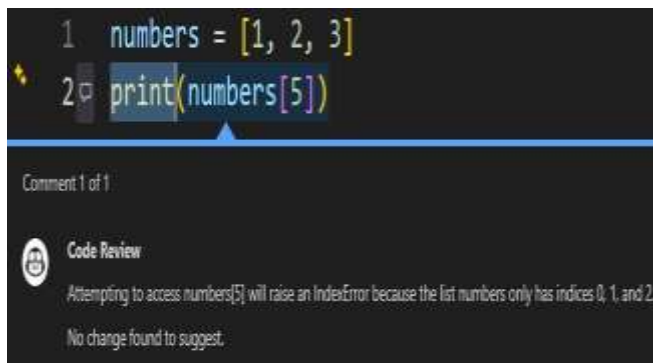 1 numbers = [1, 2, 3]
2 print(numbers[5])
Comment 1 of 1
Code Review
Attempting to access numbers[5] will raise an IndexError because the list numbers only has indices 0, 1, and 2.
No change found to suggest.